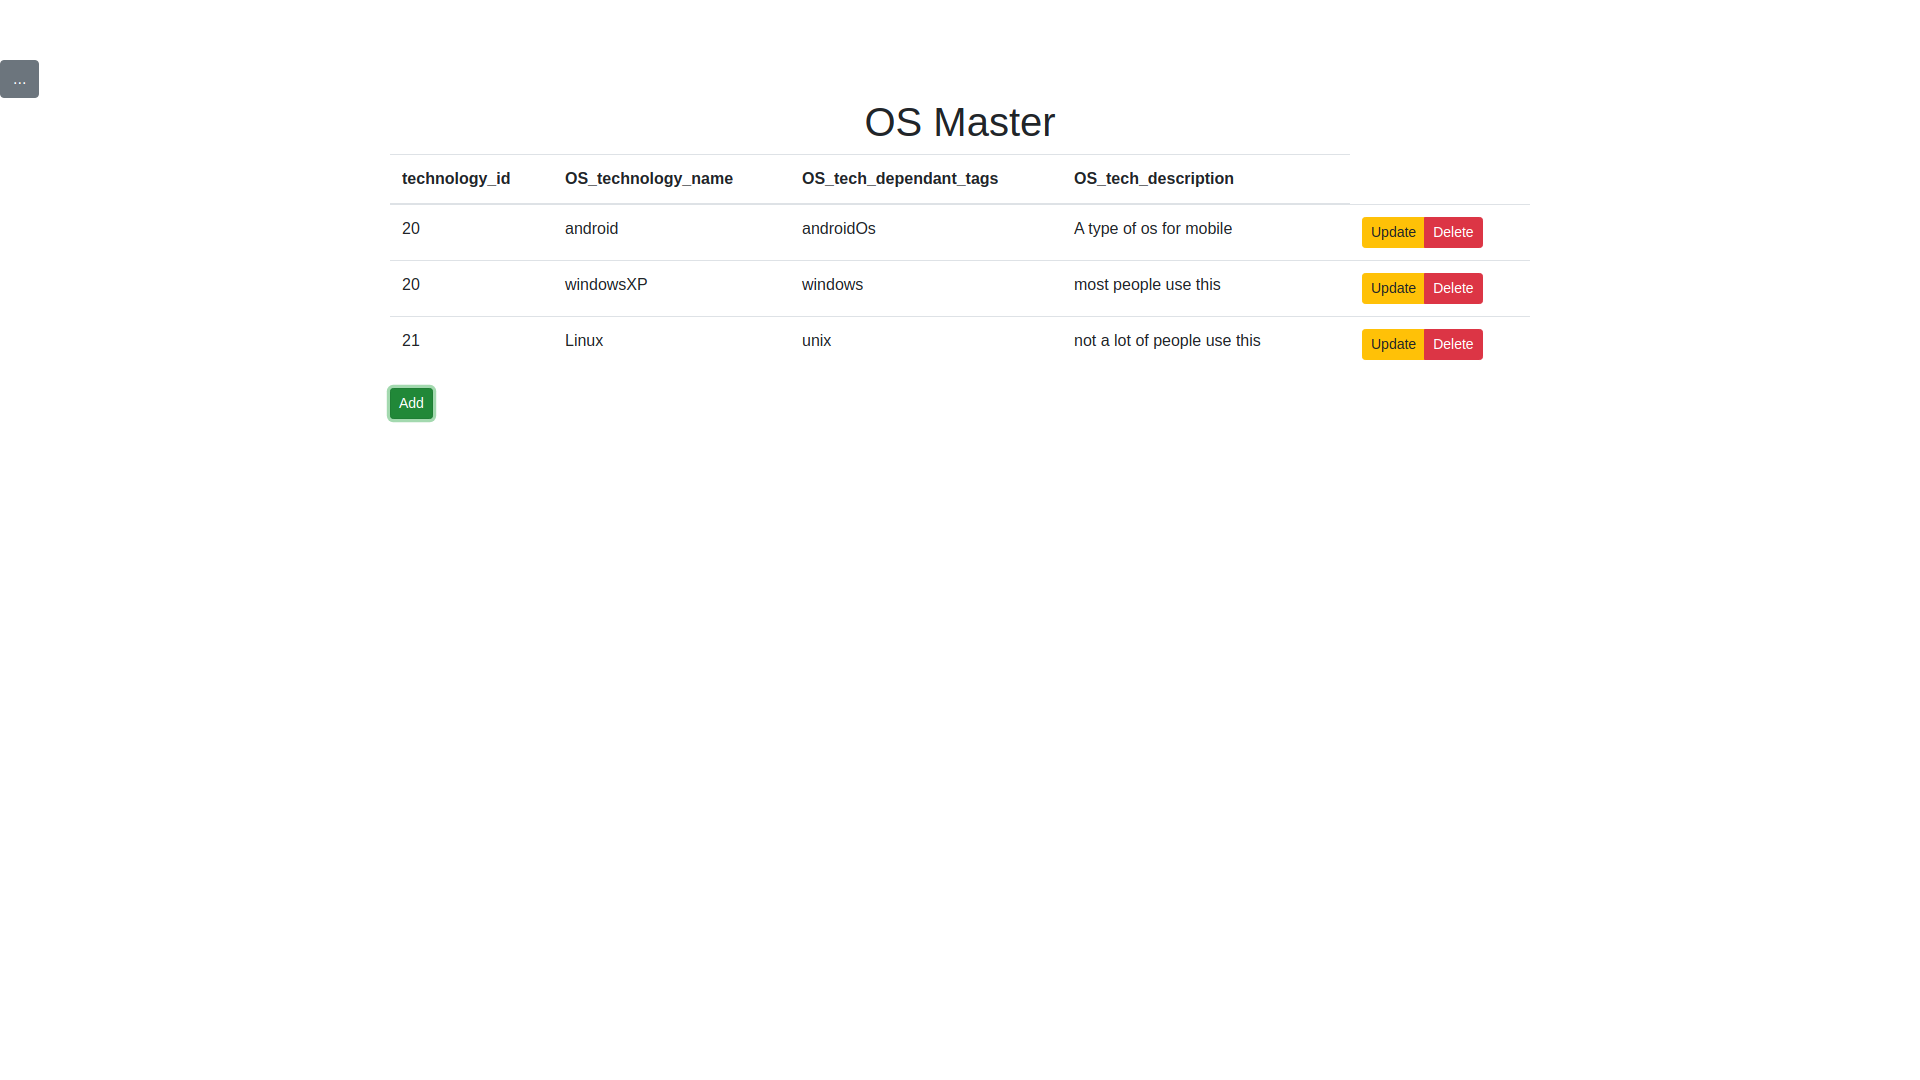 ...
OS Master
technology_id OS_technology_name OS_tech_dependant_tags OS_tech_description
20 android androidOs A type of os for mobile Update Delete
20 windowsXP windows most people use this Update Delete
21 Linux unix not a lot of people use this Update Delete
Add